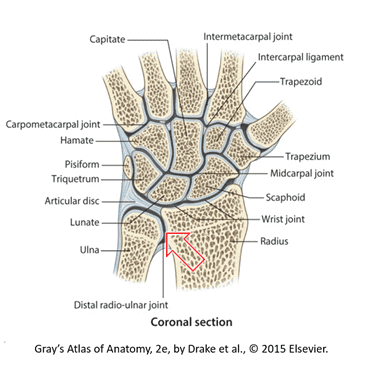 Capitate
Intermetacarpal joint
Intercarpal ligament
Trapezoid
Carpometacarpal joint
Hamate
Pisiform
Triquetrum
Articular disc
Lunate
Ulna
Trapezium
Midcarpal joint
Scaphoid
Wrist joint
Radius
Distal radio-ulnar joint
Coronal section
Gray's Atlas of Anatomy, 2e, by Drake et al., © 2015 Elsevier.